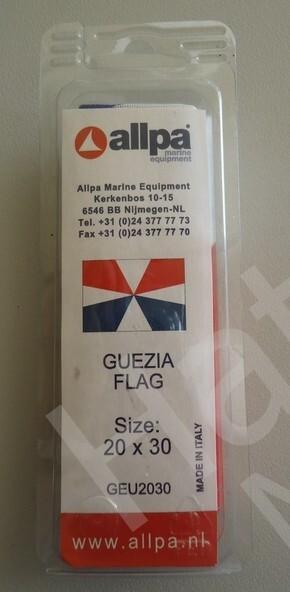 allpa
marine
equipment
Allpa Marine Equipment
Kerkenbos 10-15
6546 BB Nijmegen-NL
Tel. +31 (0)24 377 77 73
Fax +31 (0)24 377 77 70
GUEZIA
FLAG
Size:
20 x 30
GEU2030
MADE IN ITALY
www.allpa.nl